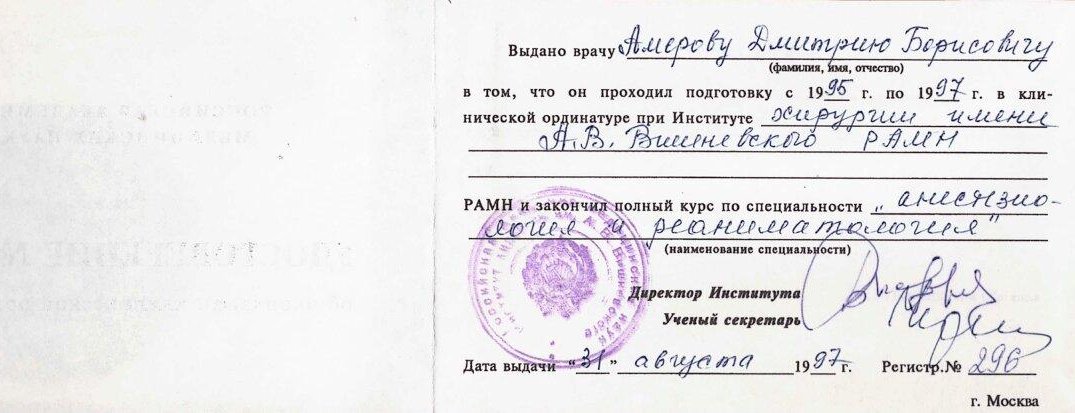 Выдано врачу Амерову Дмитрию Борисовичу
(фамилия, имя, отчество)
в том, что он проходил подготовку с 1995 г. по 1997 г. в кли-
нической ординатуре при Институте хирургии имени
А.В. Вишневского РАМН
РАМН и закончил полный курс по специальности „анестезио-
логия и реаниматология"
(наименование специальности)
Директор Института
Ученый секретарь
Дата выдачи "31" августа 1997 г. Регистр.№ 296
г. Москва